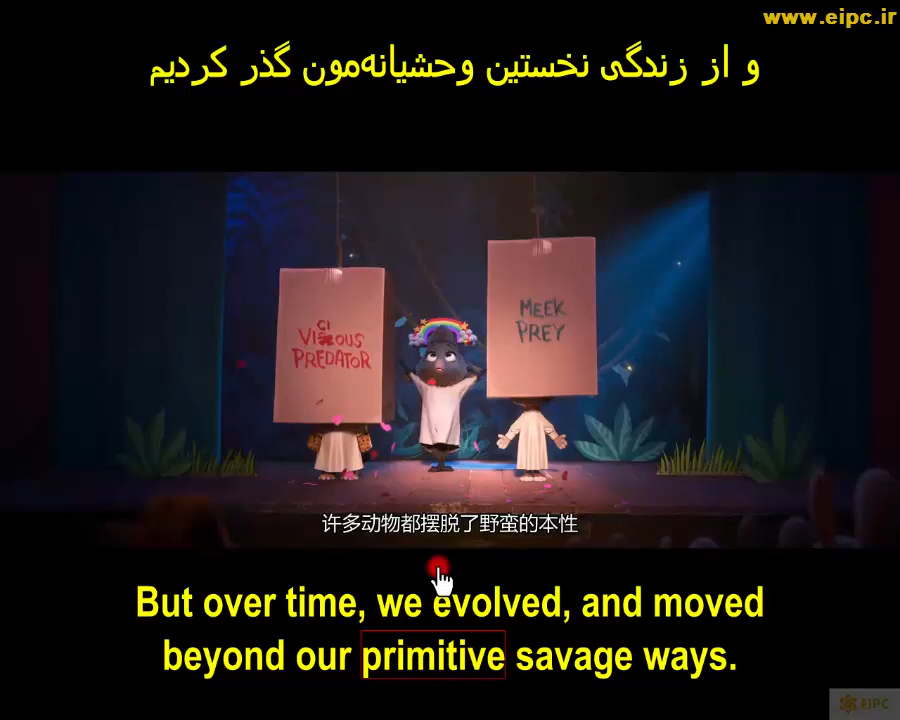 www.eipc.ir
و از زندگی نخستین وحشیانه‌مون گذر کردیم
CI
VI OUS
PREDATOR
MEEK
PREY
许多动物都摆脱了野蛮的本性
But over time, we evolved, and moved
beyond our primitive savage ways.
EIPC